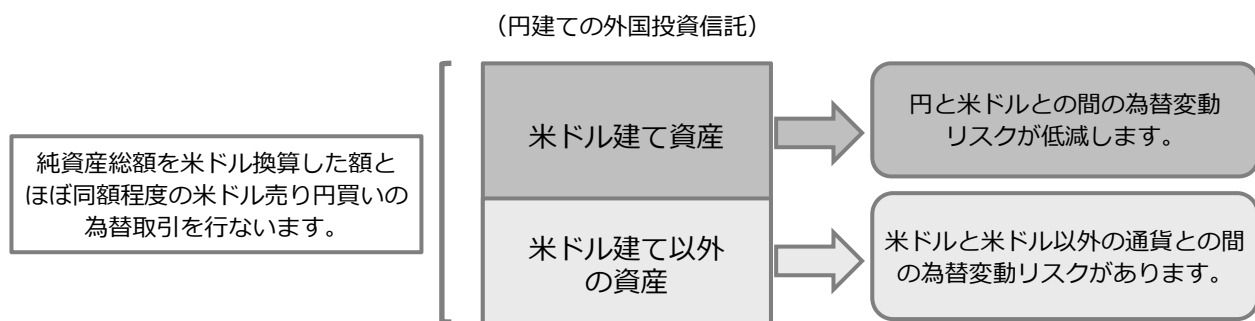 （円建ての外国投資信託）
純資産総額を米ドル換算した額と
ほぼ同額程度の米ドル売り円買いの
為替取引を行ないます。
米ドル建て資産
円と米ドルとの間の為替変動
リスクが低減します。
米ドル建て以外
の資産
米ドルと米ドル以外の通貨との間
の為替変動リスクがあります。